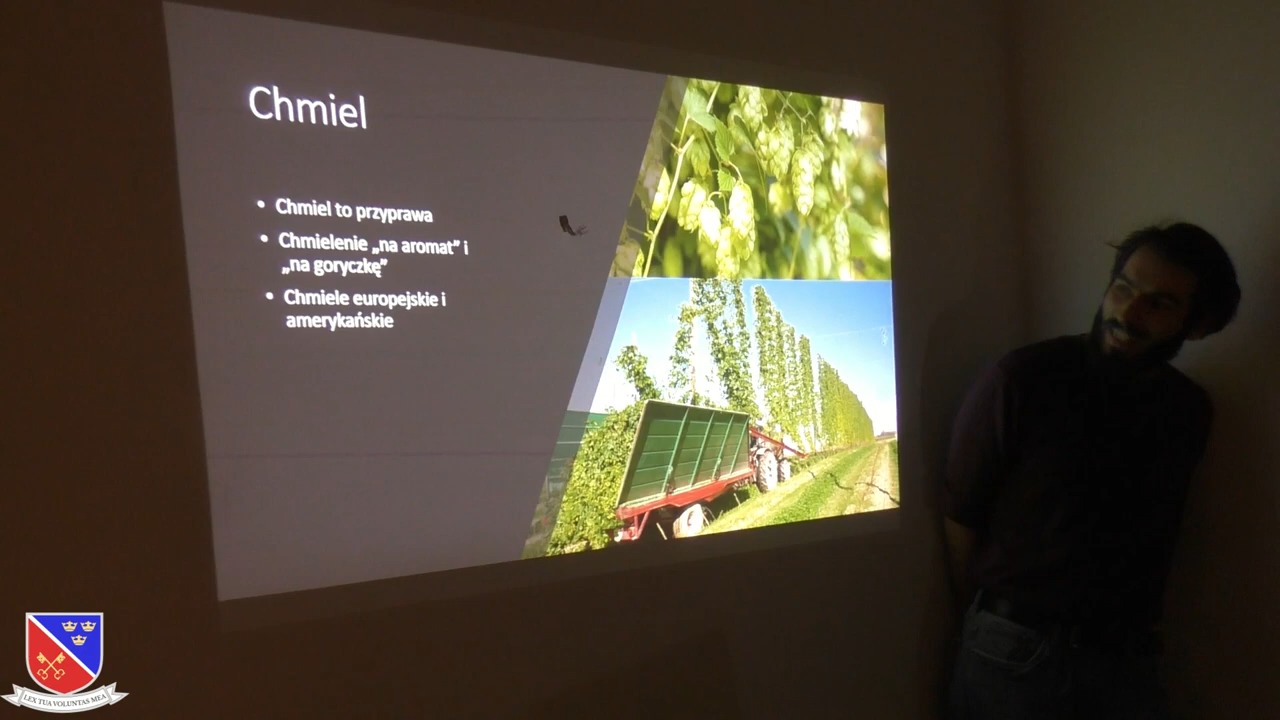 Chmiel
• Chmiel to przyprawa
• Chmielenie „na aromat” i
„na goryczkę”
• Chmiele europejskie i
amerykańskie
LEX TUA VOLUNTAS MEA